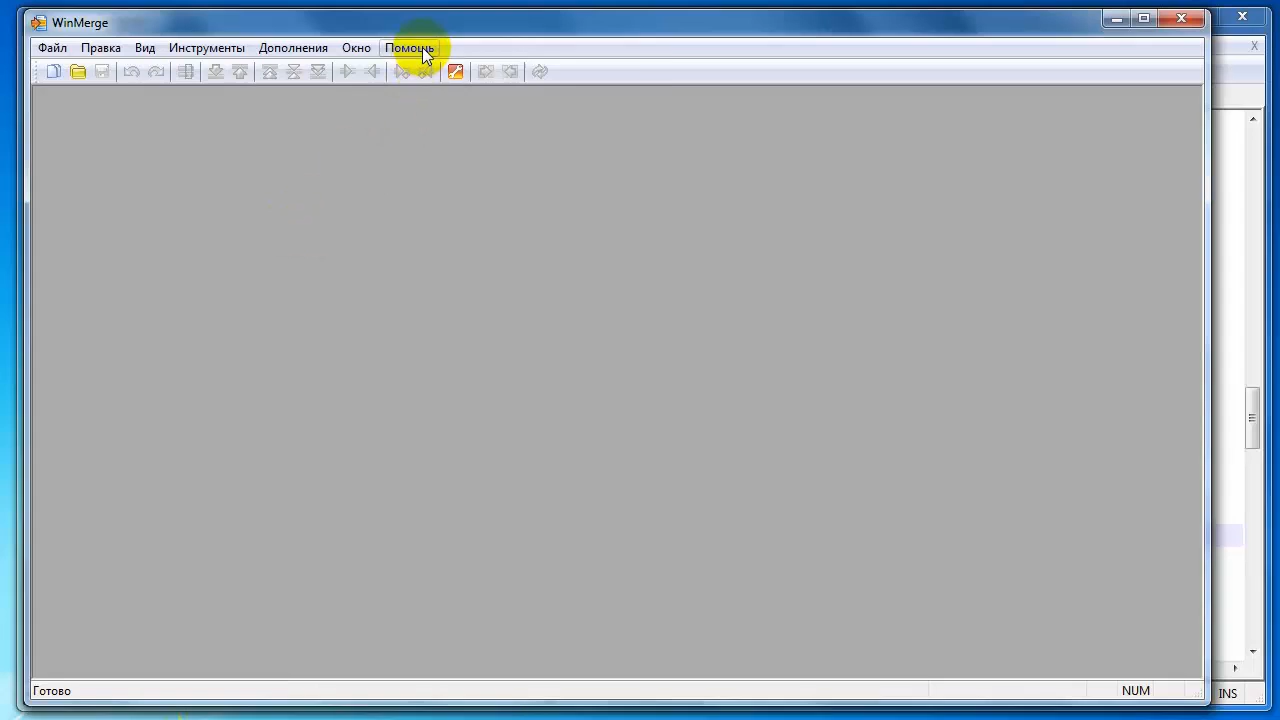 WinMerge
Файл Правка Вид Инструменты Дополнения Окно Помощь
Готово
NUM
INS